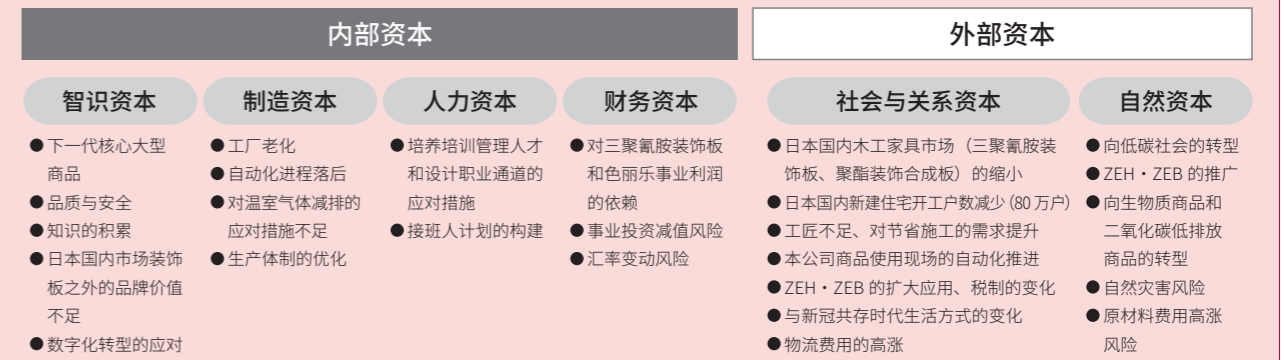 内部资本
外部资本
智识资本
●下一代核心大型
商品
●品质与安全
●知识的积累
●日本国内市场装饰
板之外的品牌价值
不足
●数字化转型的应对
制造资本
●工厂老化
●自动化进程落后
●对温室气体减排的
应对措施不足
●生产体制的优化
人力资本
●培养培训管理人才
和设计职业通道的
应对措施
●接班人计划的构建
财务资本
●对三聚氰胺装饰板
和色丽乐事业利润
的依赖
●事业投资减值风险
●汇率变动风险
社会与关系资本
●日本国内木工家具市场（三聚氰胺装
饰板、聚酯装饰合成板）的缩小
●日本国内新建住宅开工户数减少（80 万户）
●工匠不足、对节省施工的需求提升
●本公司商品使用现场的自动化推进
●ZEH・ZEB 的扩大应用、税制的变化
●与新冠共存时代生活方式的变化
●物流费用的高涨
自然资本
●向低碳社会的转型
●ZEH・ZEB 的推广
●向生物质商品和
二氧化碳低排放
商品的转型
●自然灾害风险
●原材料费用高涨
风险